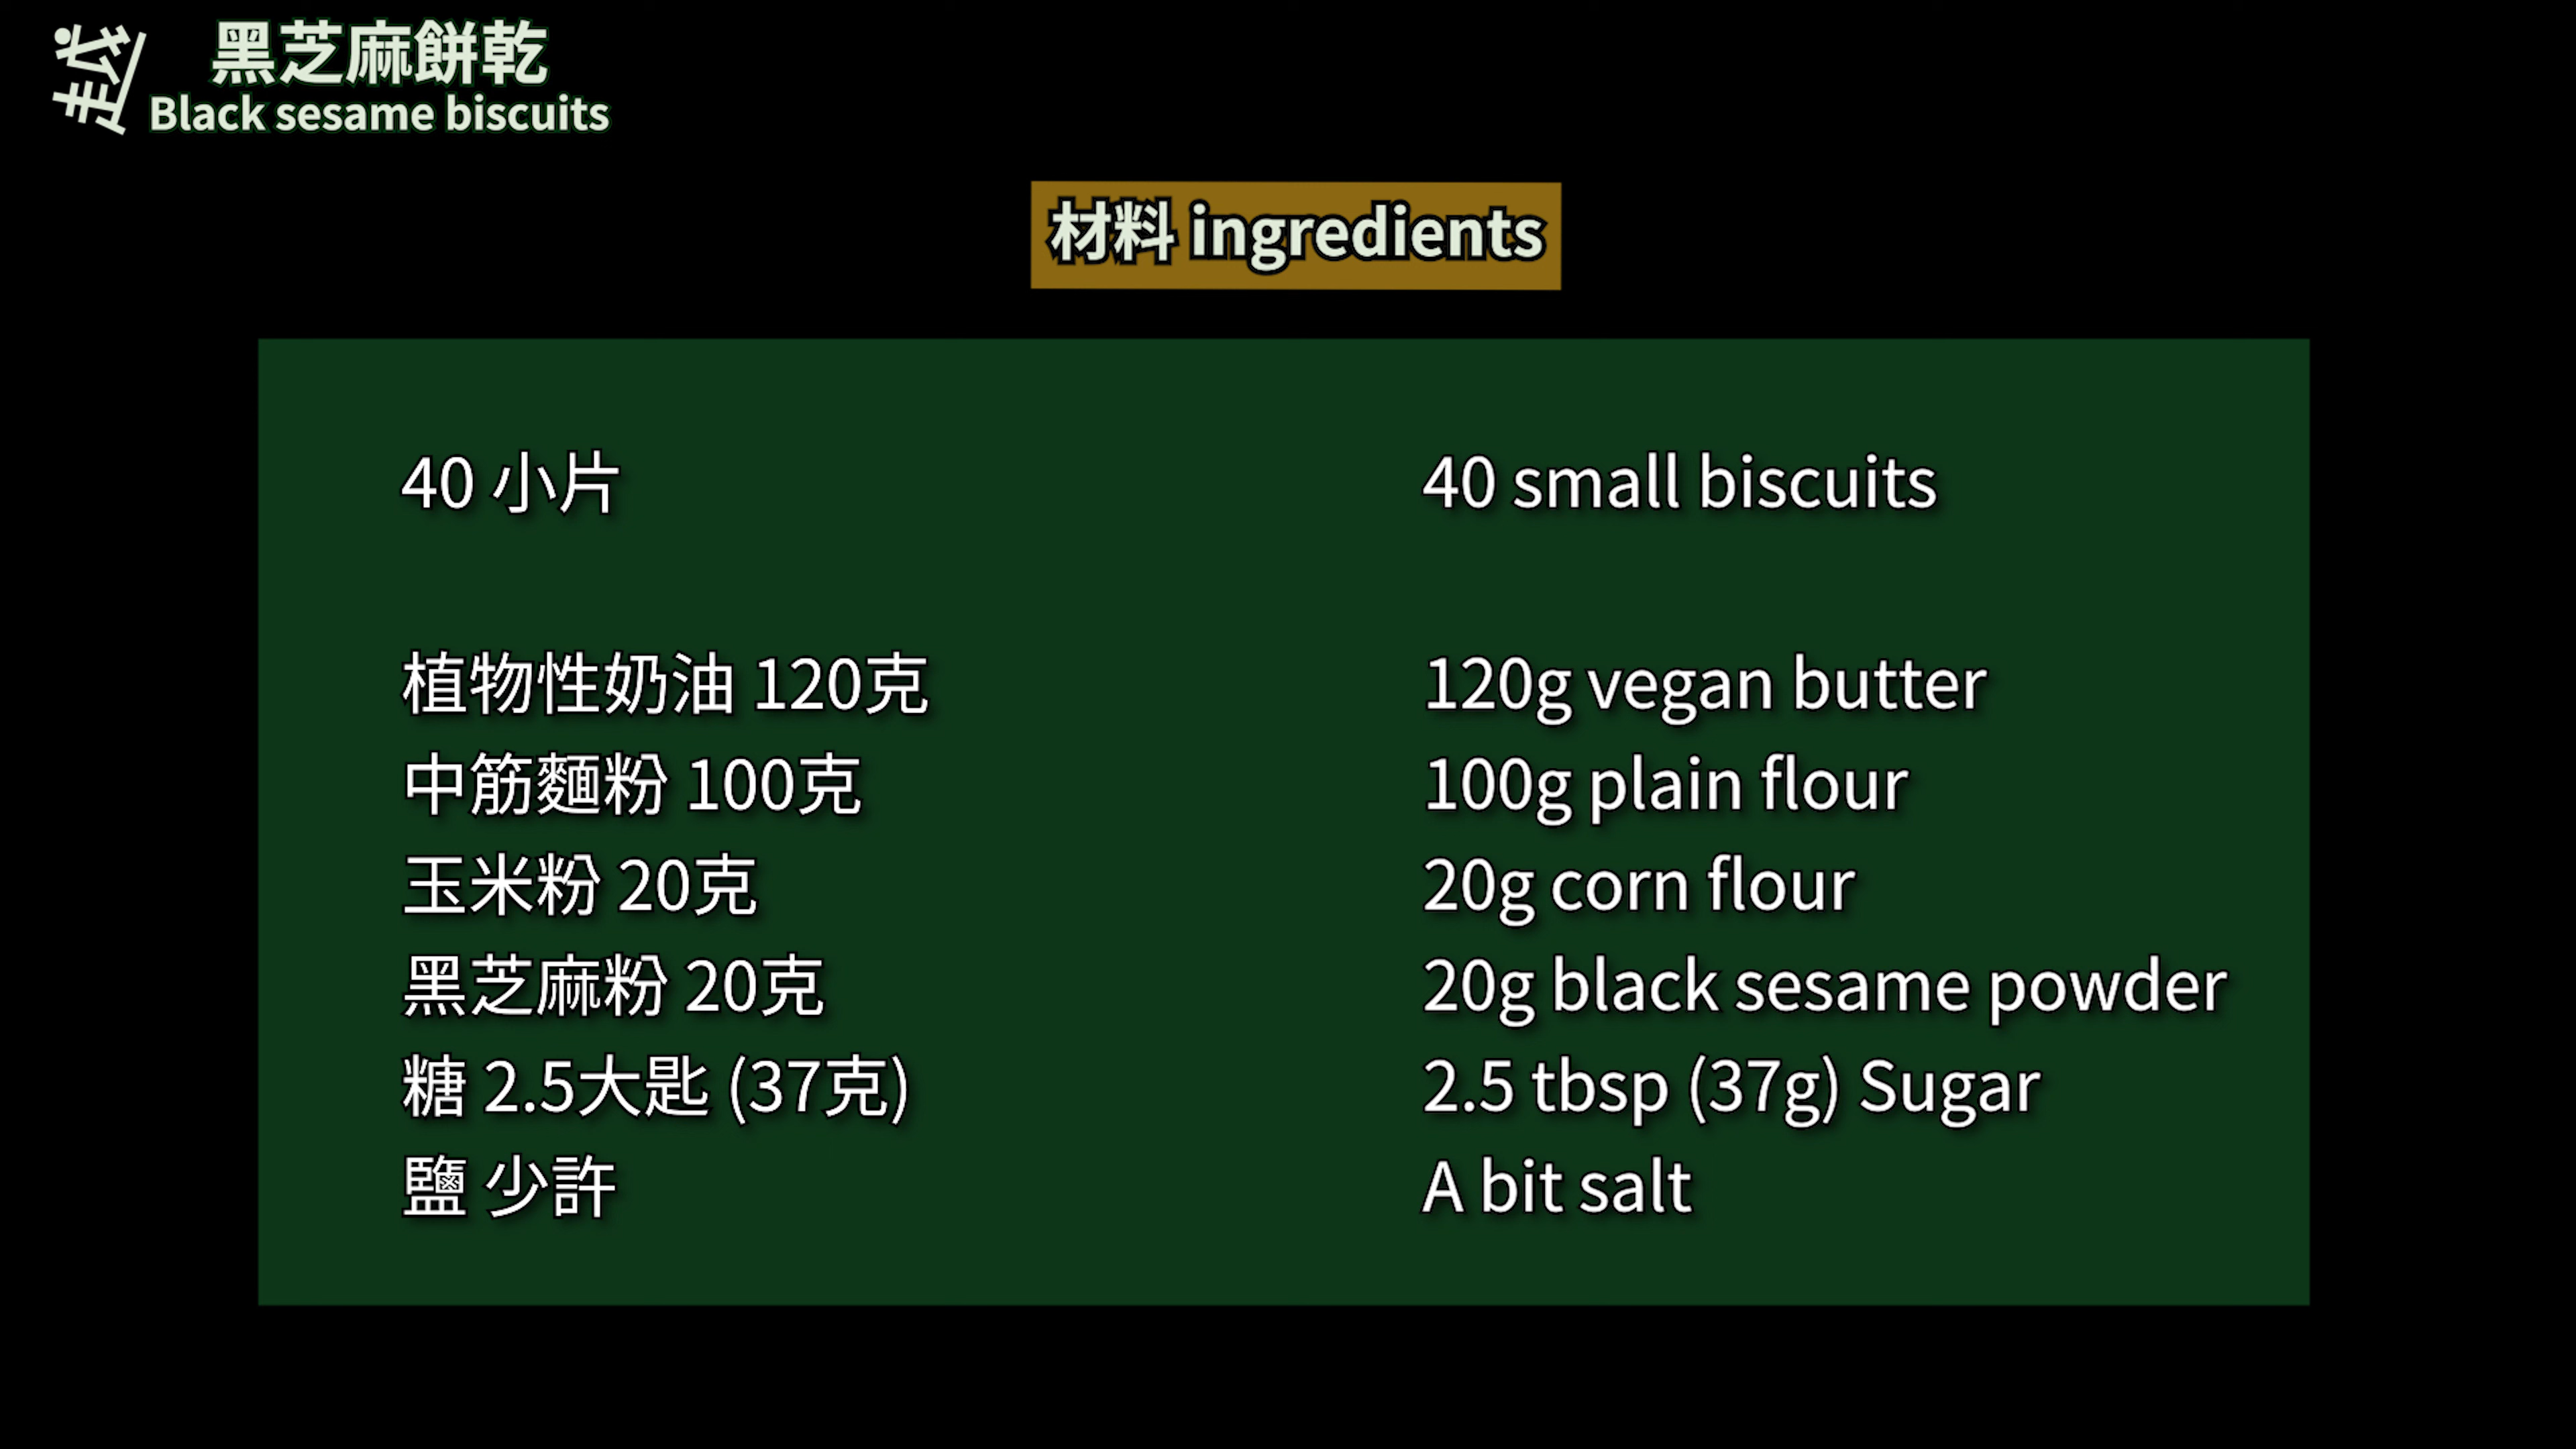 黑芝麻餅乾
Black sesame biscuits
材料 ingredients
40 小片
植物性奶油 120克
中筋麵粉 100克
玉米粉 20克
黑芝麻粉 20克
糖 2.5大匙 (37克)
鹽 少許
40 small biscuits
120g vegan butter
100g plain flour
20g corn flour
20g black sesame powder
2.5 tbsp (37g) Sugar
A bit salt